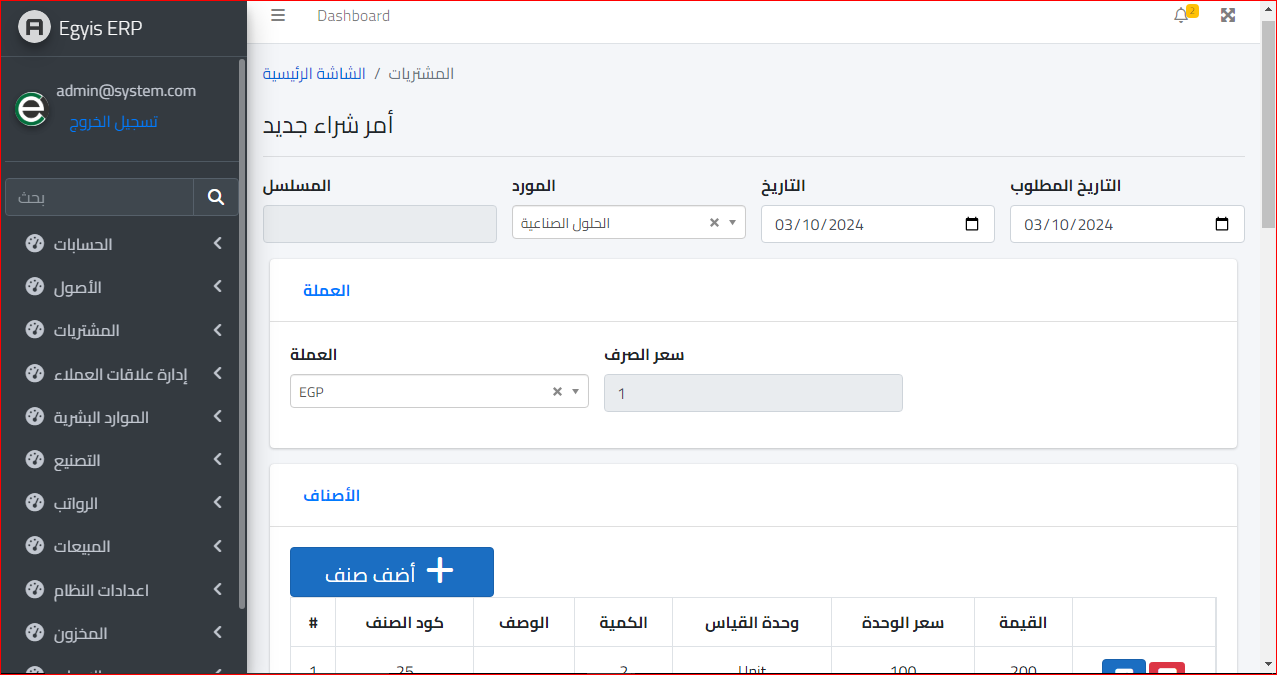 Egyis ERP
admin@system.com
تسجيل الخروج
بحث
الحسابات
الأصول
المشتريات
إدارة علاقات العملاء
الموارد البشرية
التصنيع
الرواتب
المبيعات
اعدادات النظام
المخزون
Dashboard
2
الشاشة الرئيسية / المشتريات
أمر شراء جديد
المسلسل
المورد
التاريخ
التاريخ المطلوب
الحلول الصناعية
03/10/2024
03/10/2024
العملة
العملة
سعر الصرف
EGP
1
الأصناف
أضف صنف
# كود الصنف الوصف الكمية وحدة القياس سعر الوحدة القيمة
1 25 2 Unit 100 200